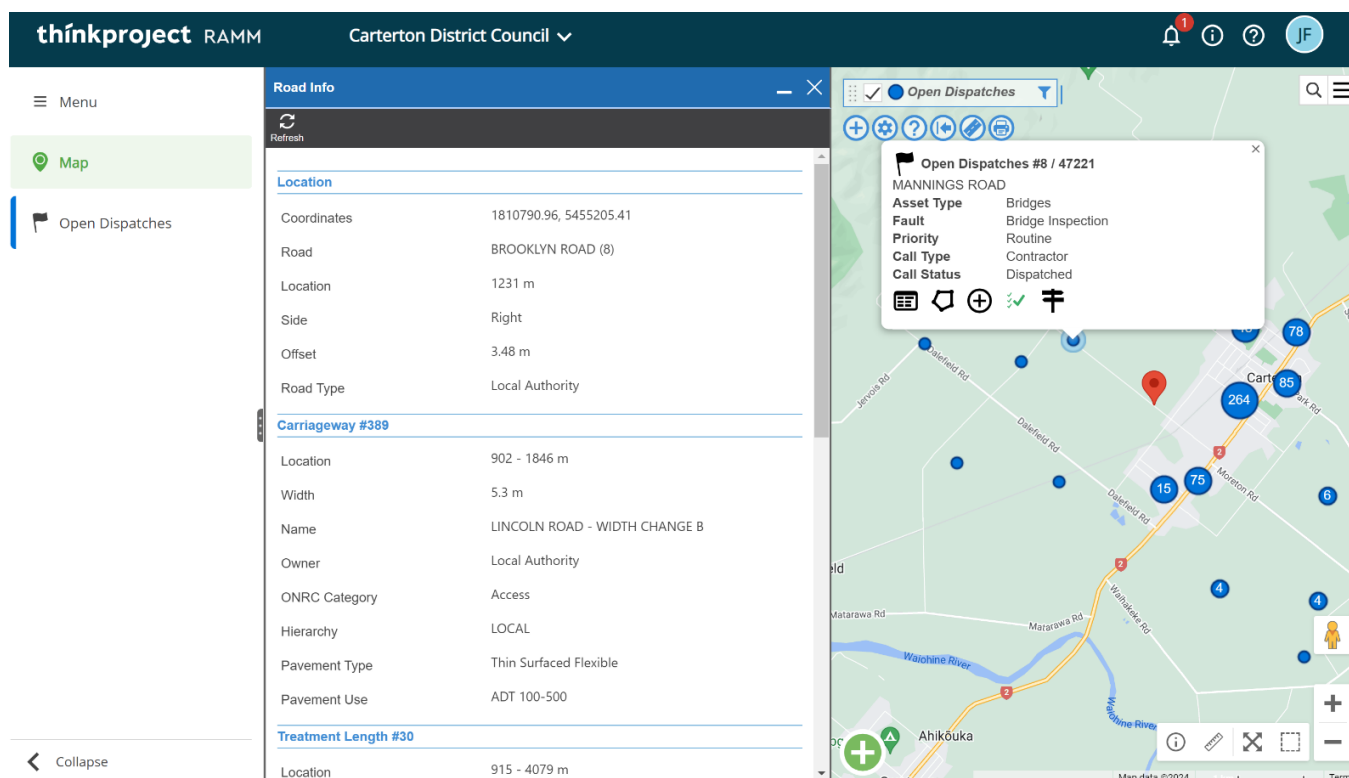 thinkproject RAMM
Carterton District Council
1
JF
Menu
Map
Open Dispatches
Collapse
Road Info
Refresh
Location
Coordinates 1810790.96, 5455205.41
Road BROOKLYN ROAD (8)
Location 1231 m
Side Right
Offset 3.48 m
Road Type Local Authority
Carriageway #389
Location 902 - 1846 m
Width 5.3 m
Name LINCOLN ROAD - WIDTH CHANGE B
Owner Local Authority
ONRC Category Access
Hierarchy LOCAL
Pavement Type Thin Surfaced Flexible
Pavement Use ADT 100-500
Treatment Length #30
Location 915 - 4079 m
Open Dispatches
Open Dispatches #8 / 47221
MANNINGS ROAD
Asset Type Bridges
Fault Bridge Inspection
Priority Routine
Call Type Contractor
Call Status Dispatched
78
Dalefield Rd
Jervois Rd
85
264
Park Rd
Dalefield Rd
2
75
15
Moreton Rd
6
Dalefield Rd
2
4
4
Waihakeke Rd
Matarawa Rd
Matarawa Rd
Waiohine River
2
Waiohine River
Ahikōuka
Map data ©2024